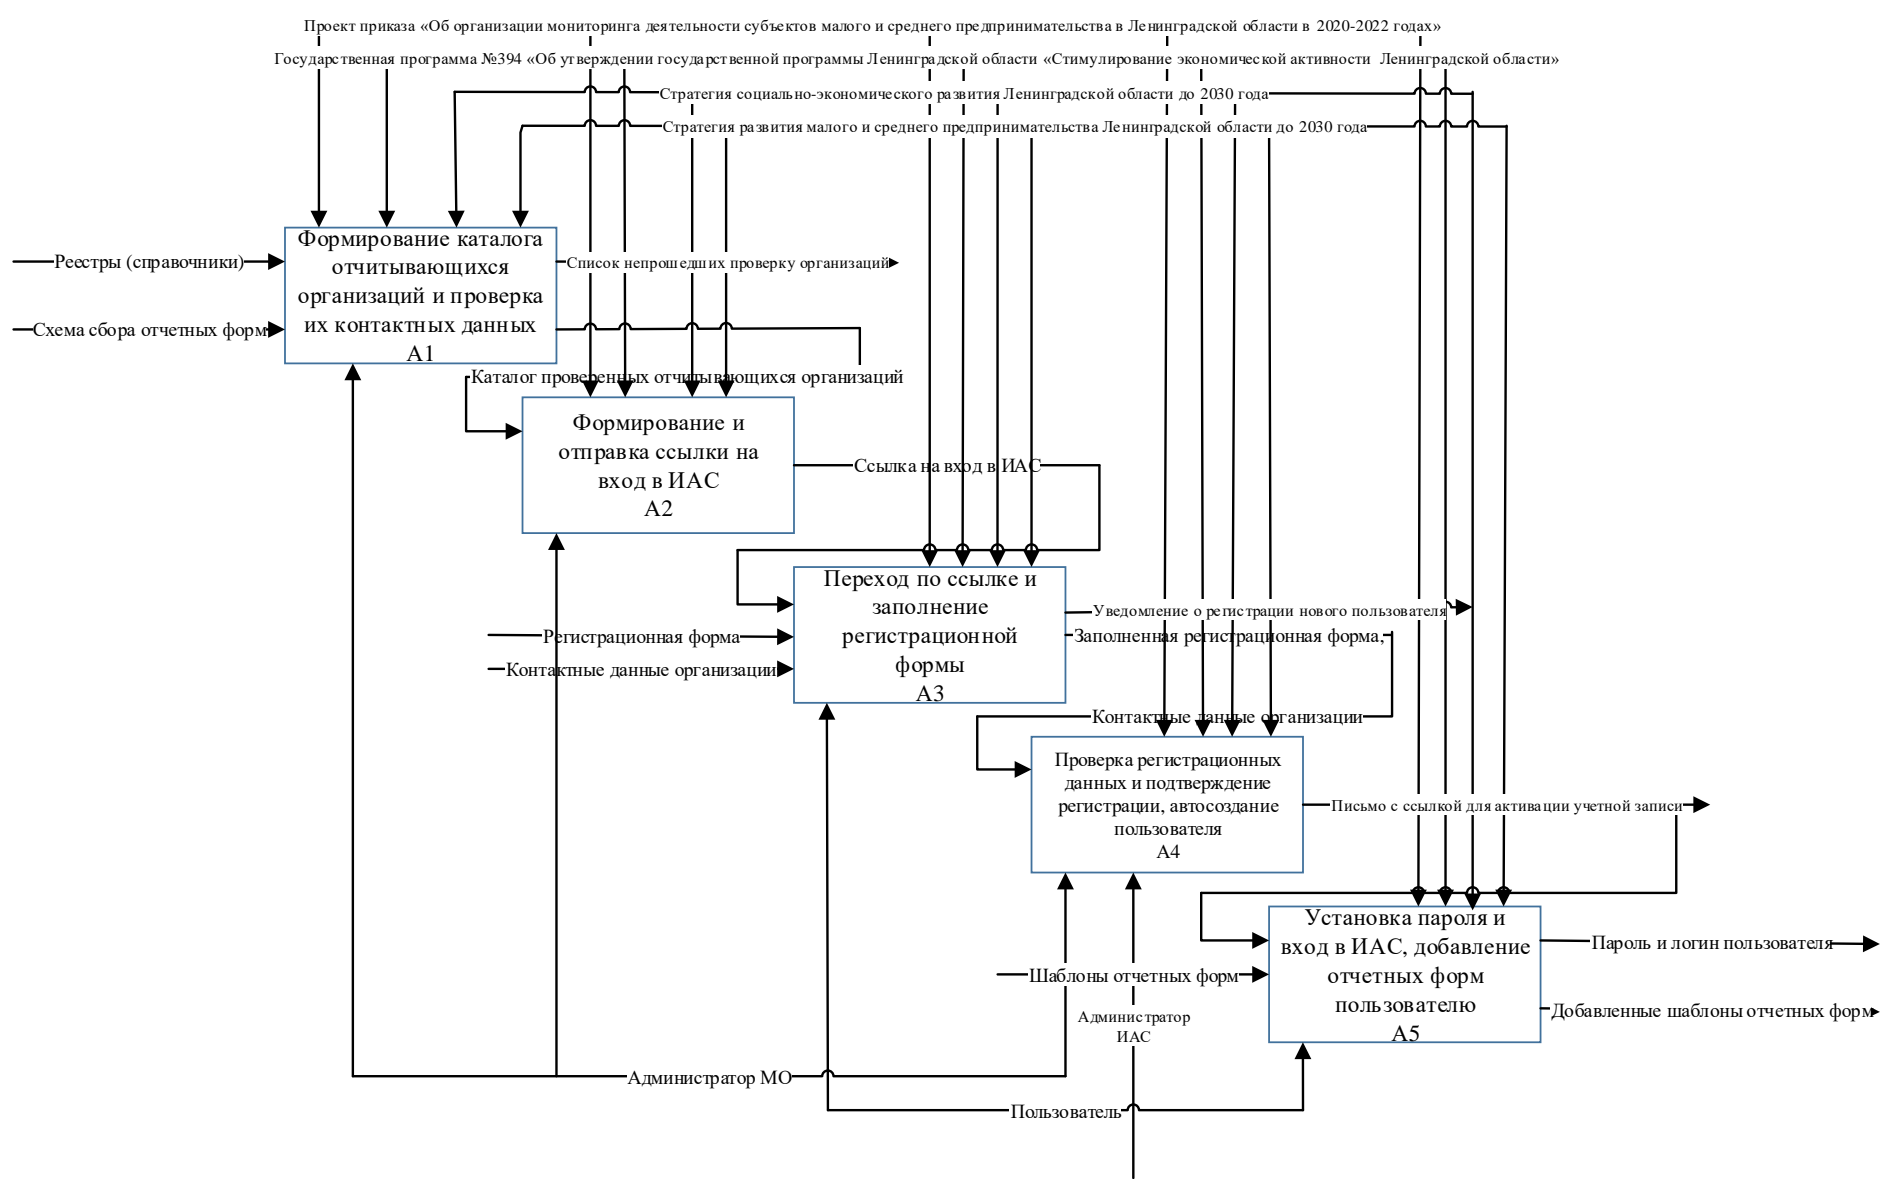 Проект приказа «Об организации мониторинга деятельности субъектов малого и среднего предпринимательства в Ленинградской области в 2020-2022 годах»
Государственная программа №394 «Об утверждении государственной программы Ленинградской области «Стимулирование экономической активности Ленинградской области»
Стратегия социально-экономического развития Ленинградской области до 2030 года
Стратегия развития малого и среднего предпринимательства Ленинградской области до 2030 года
Реестры (справочники)
Схема сбора отчетных форм
Формирование каталога
отчитывающихся
организаций и проверка
их контактных данных
А1
Список непрошедших проверку организаций
Каталог проверенных отчитывающихся организаций
Формирование и
отправка ссылки на
вход в ИАС
А2
Ссылка на вход в ИАС
Регистрационная форма
Контактные данные организации
Переход по ссылке и
заполнение
регистрационной
формы
А3
Уведомление о регистрации нового пользователя
Заполненная регистрационная форма,
Контактные данные организации
Проверка регистрационных
данных и подтверждение
регистрации, автосоздание
пользователя
А4
Письмо с ссылкой для активации учетной записи
Шаблоны отчетных форм
Установка пароля и
вход в ИАС, добавление
отчетных форм
пользователю
А5
Пароль и логин пользователя
Добавленные шаблоны отчетных форм
Администратор
ИАС
Администратор МО
Пользователь